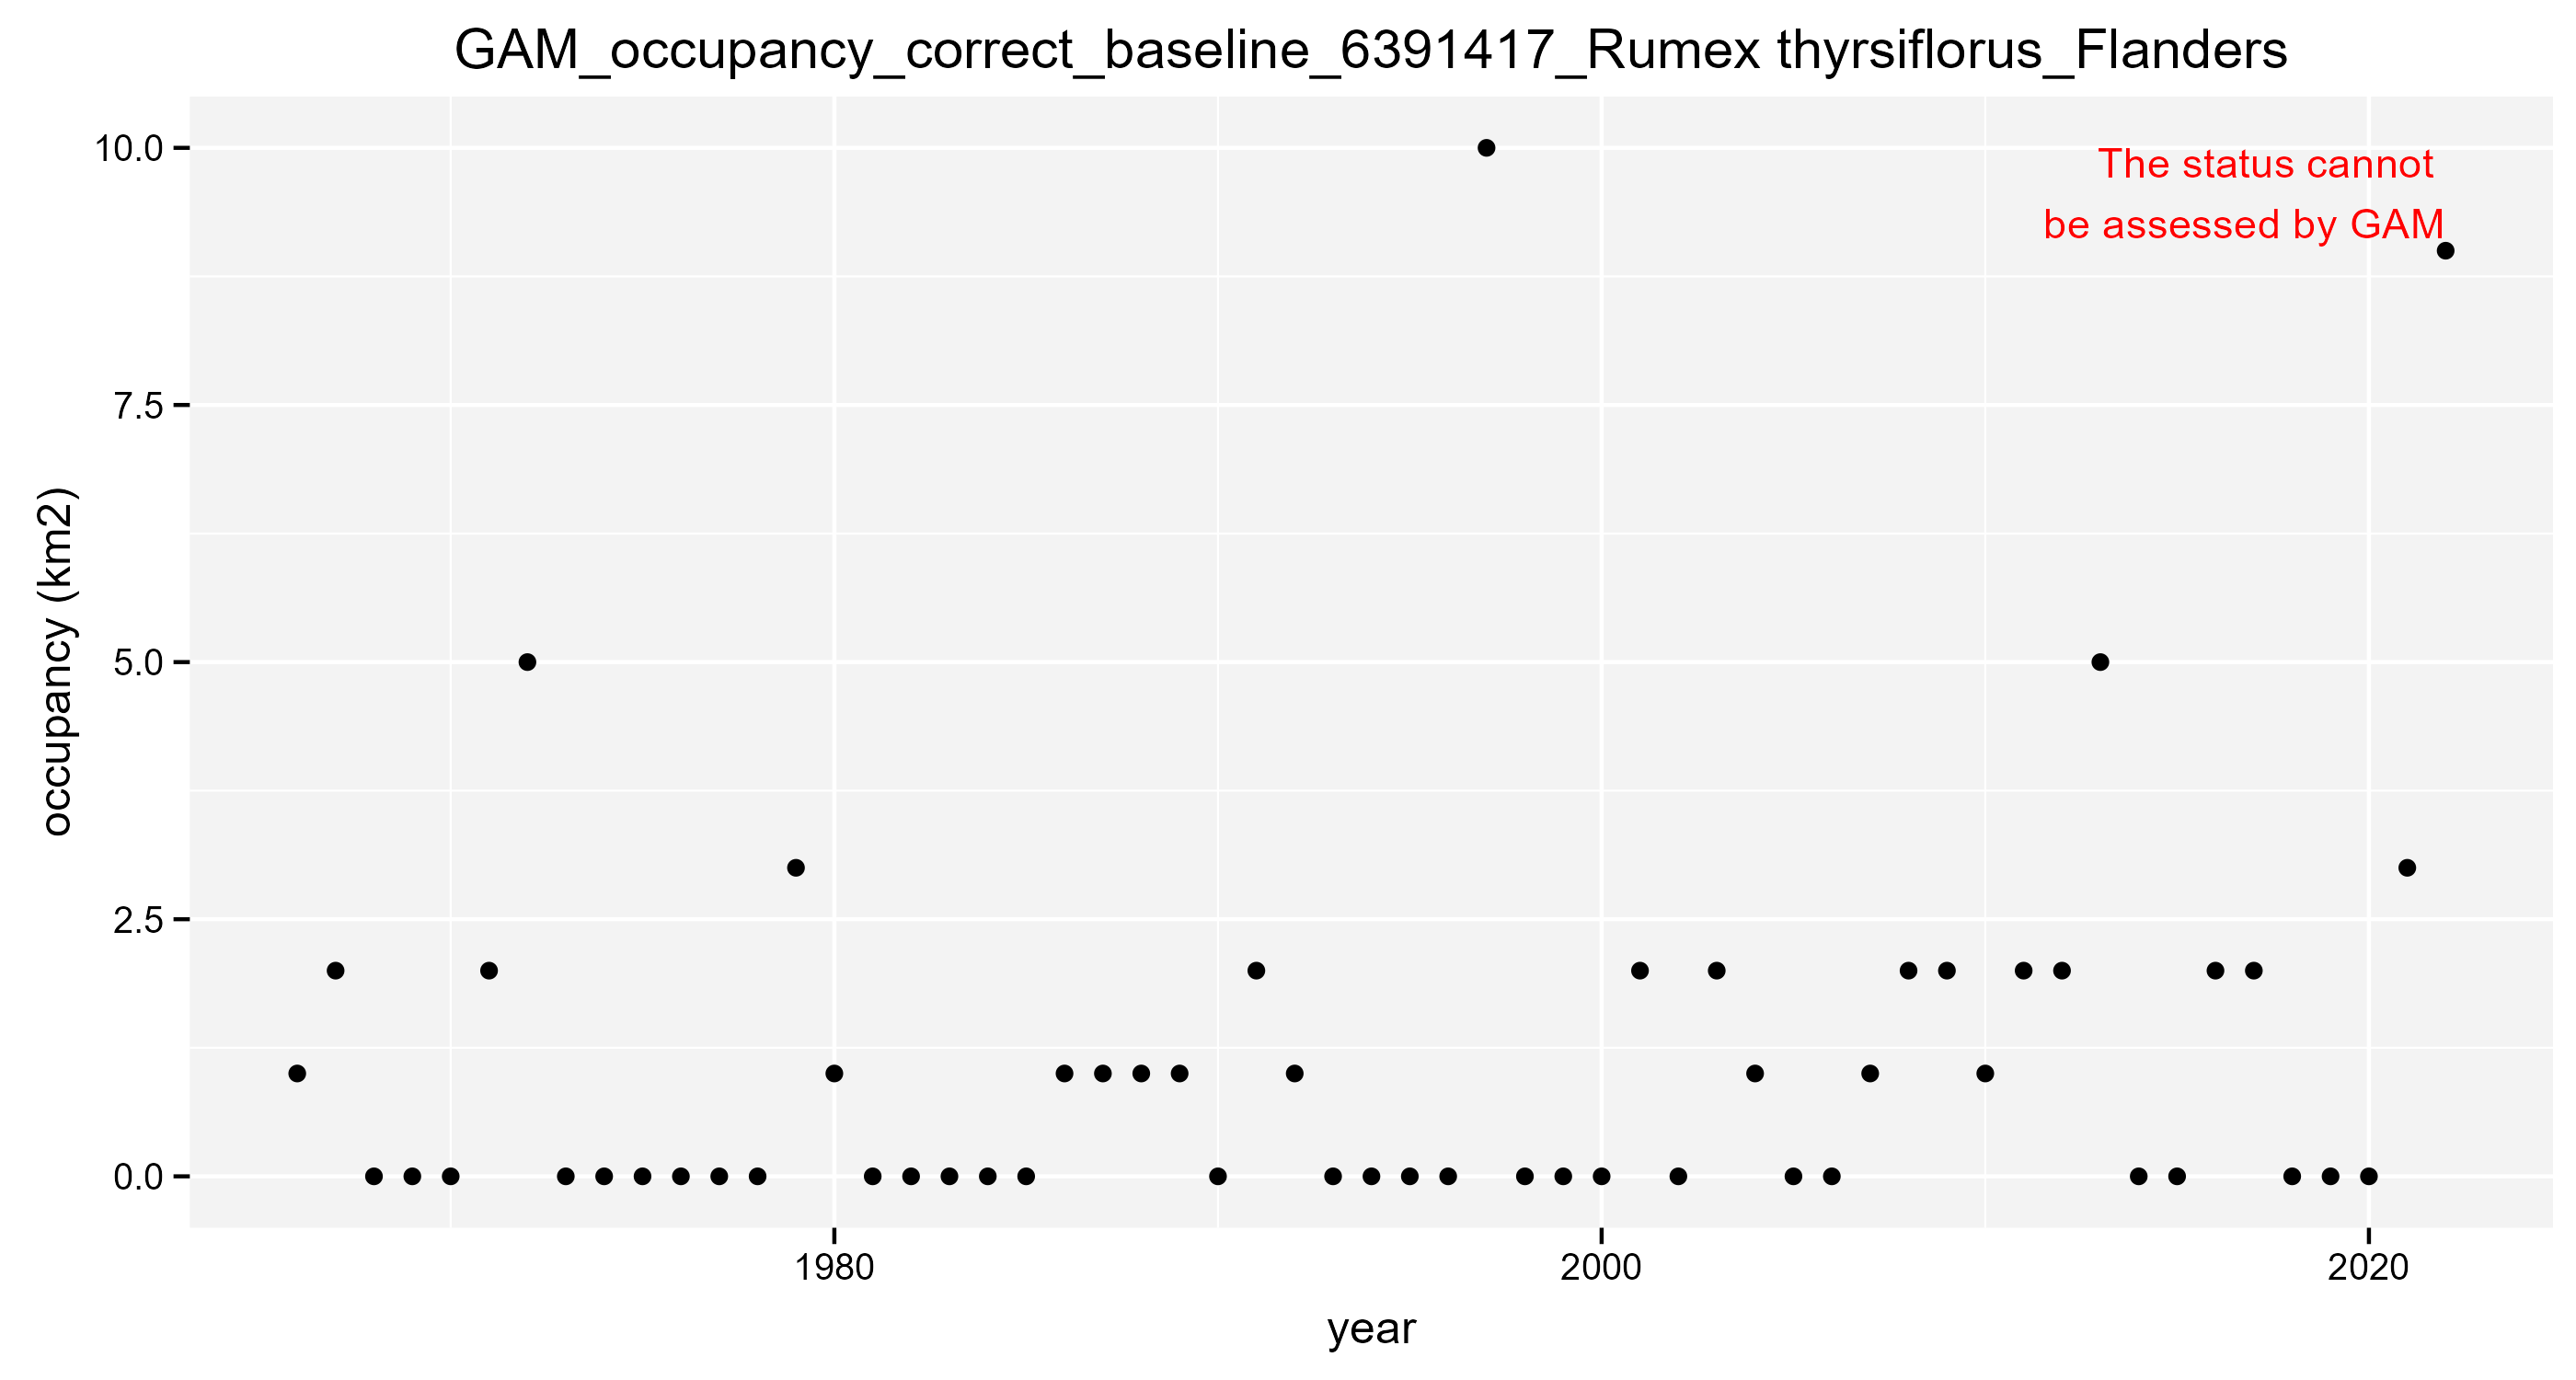 GAM_occupancy_correct_baseline_6391417_Rumex thyrsiflorus_Flanders
The status cannot
be assessed by GAM
10.0
7.5
5.0
2.5
0.0
occupancy (km2)
1980
2000
2020
year